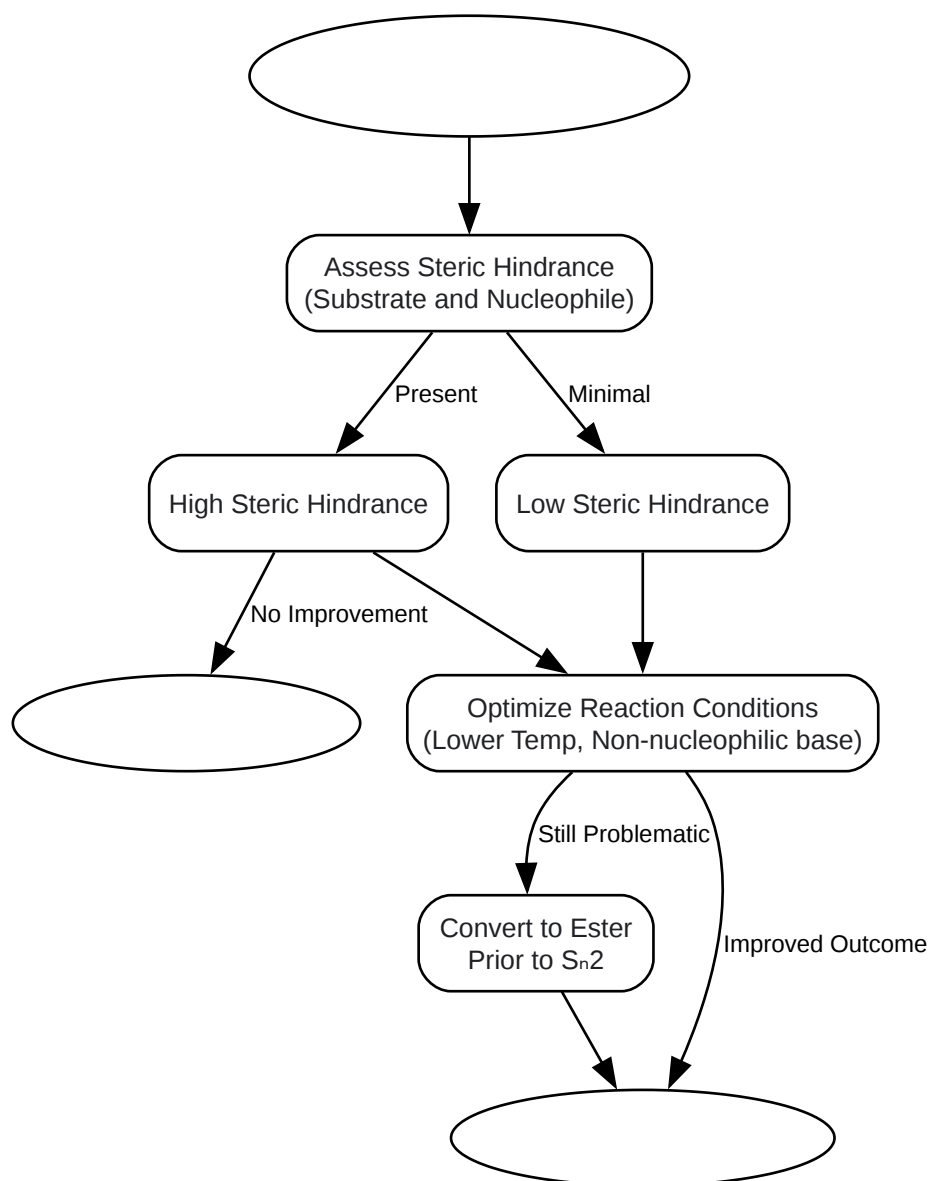 Assess Steric Hindrance
(Substrate and Nucleophile)
Present
Minimal
High Steric Hindrance
Low Steric Hindrance
No Improvement
Optimize Reaction Conditions
(Lower Temp, Non-nucleophilic base)
Still Problematic
Convert to Ester
Prior to Sₙ2
Improved Outcome